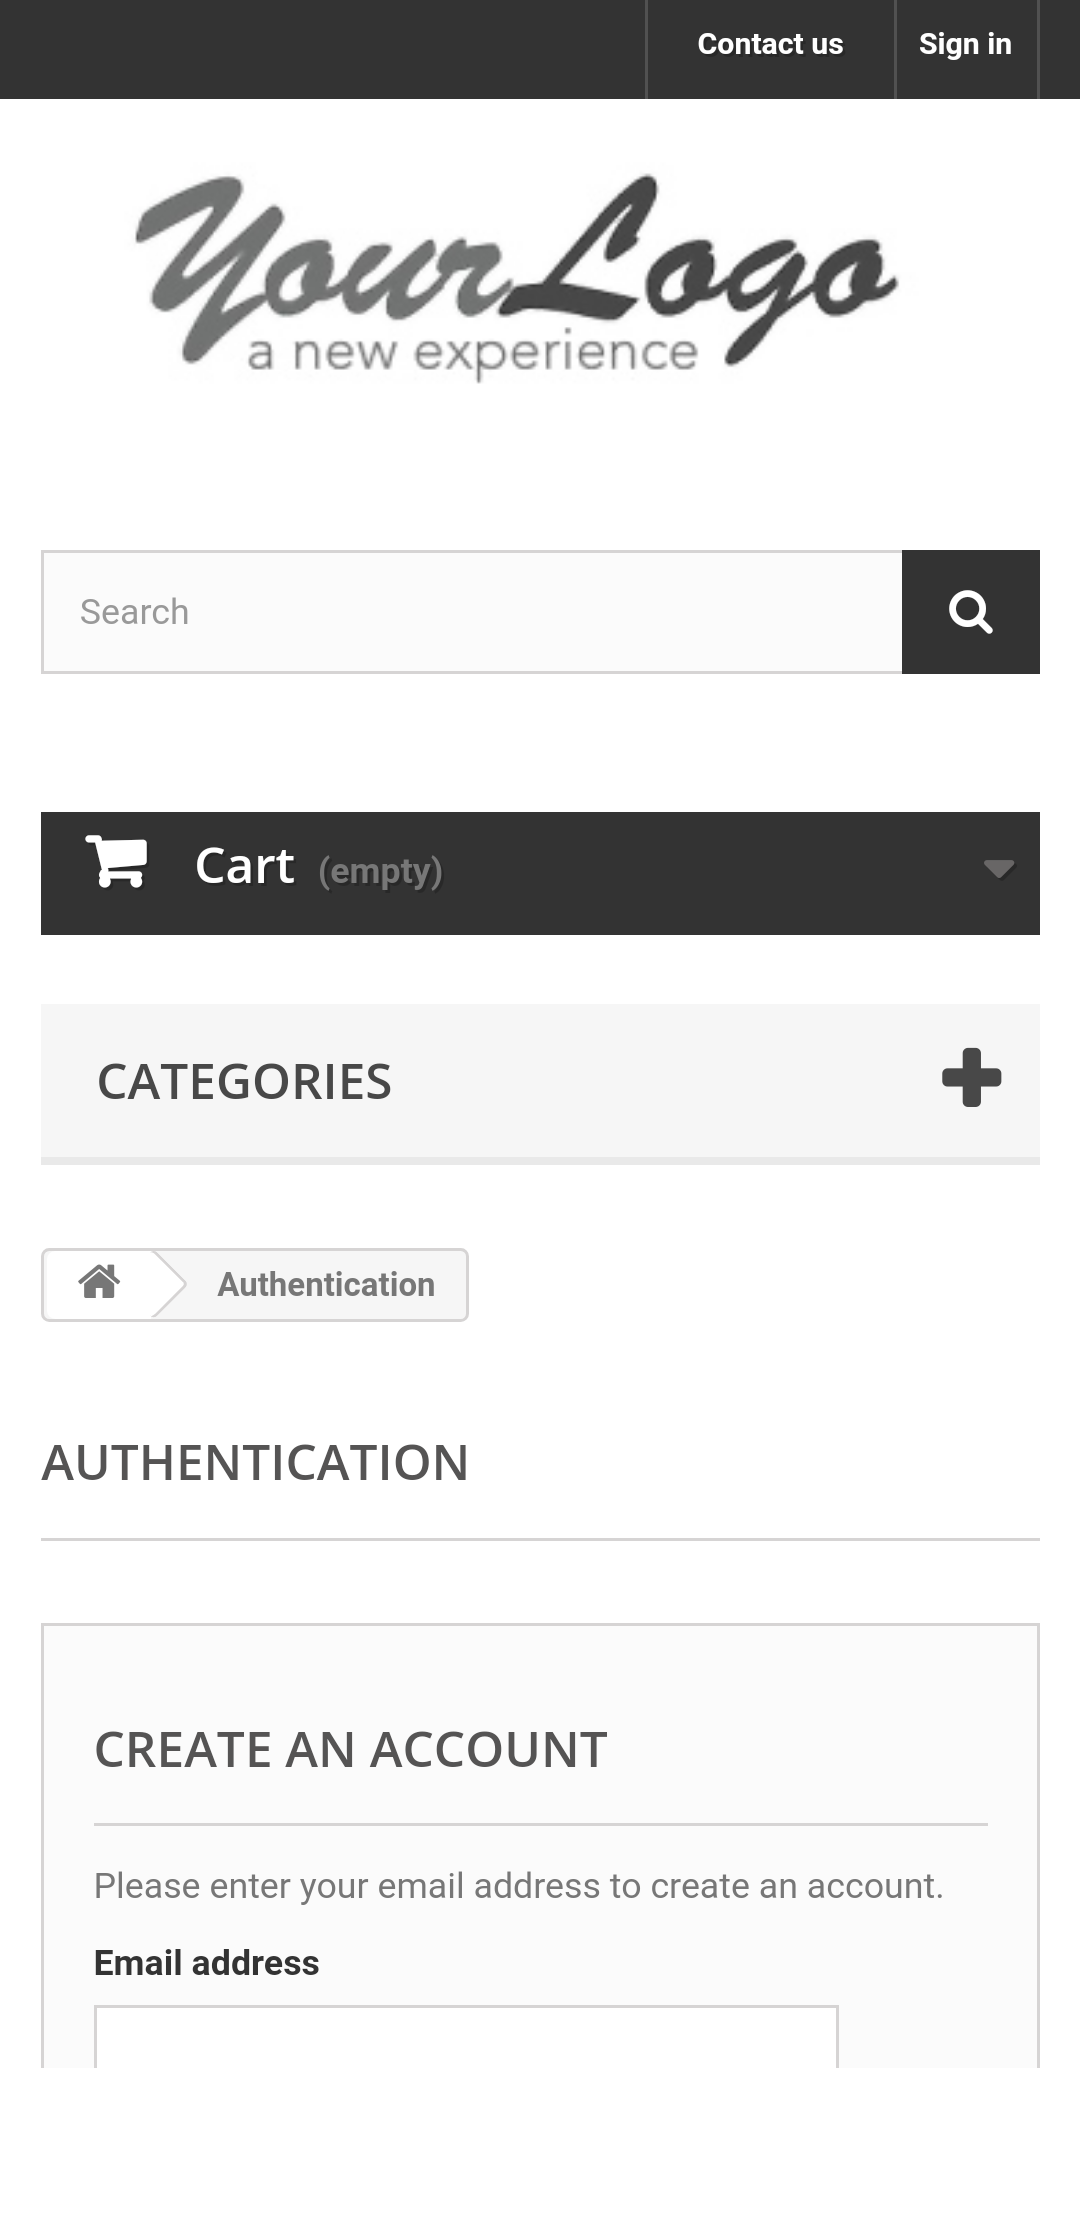 Contact us
Sign in
YourLogo
a new experience
Search
Cart (empty)
CATEGORIES
Authentication
AUTHENTICATION
CREATE AN ACCOUNT
Please enter your email address to create an account.
Email address